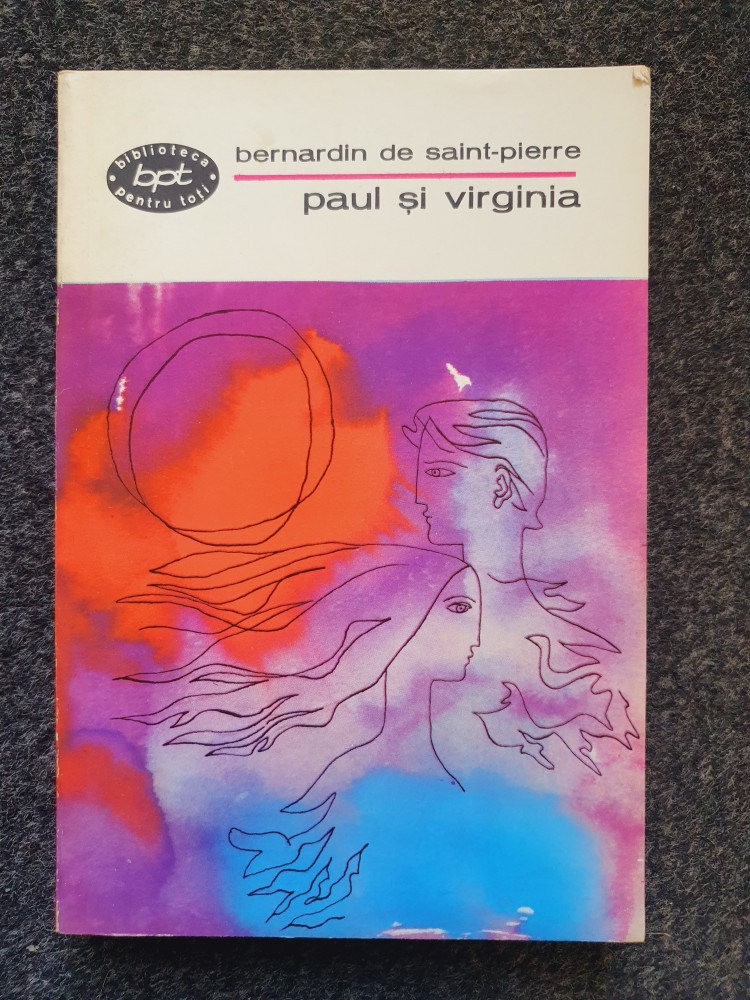 biblioteca
bpt
pentru toți
bernardin de saint-pierre
paul și virginia